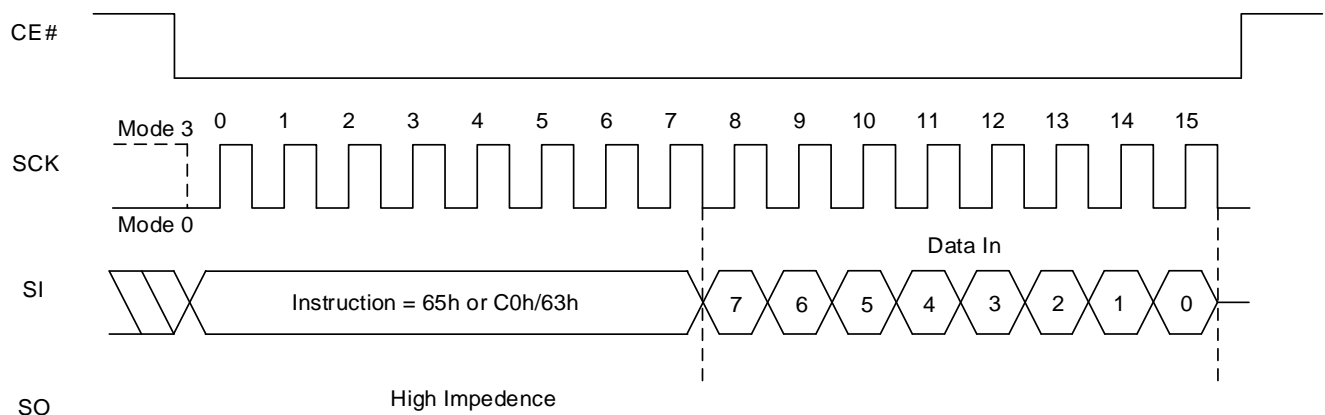 CE#
Mode 3 0 1 2 3 4 5 6 7 8 9 10 11 12 13 14 15
SCK
Mode 0
Data In
SI Instruction = 65h or C0h/63h 7 6 5 4 3 2 1 0
High Impedence
SO